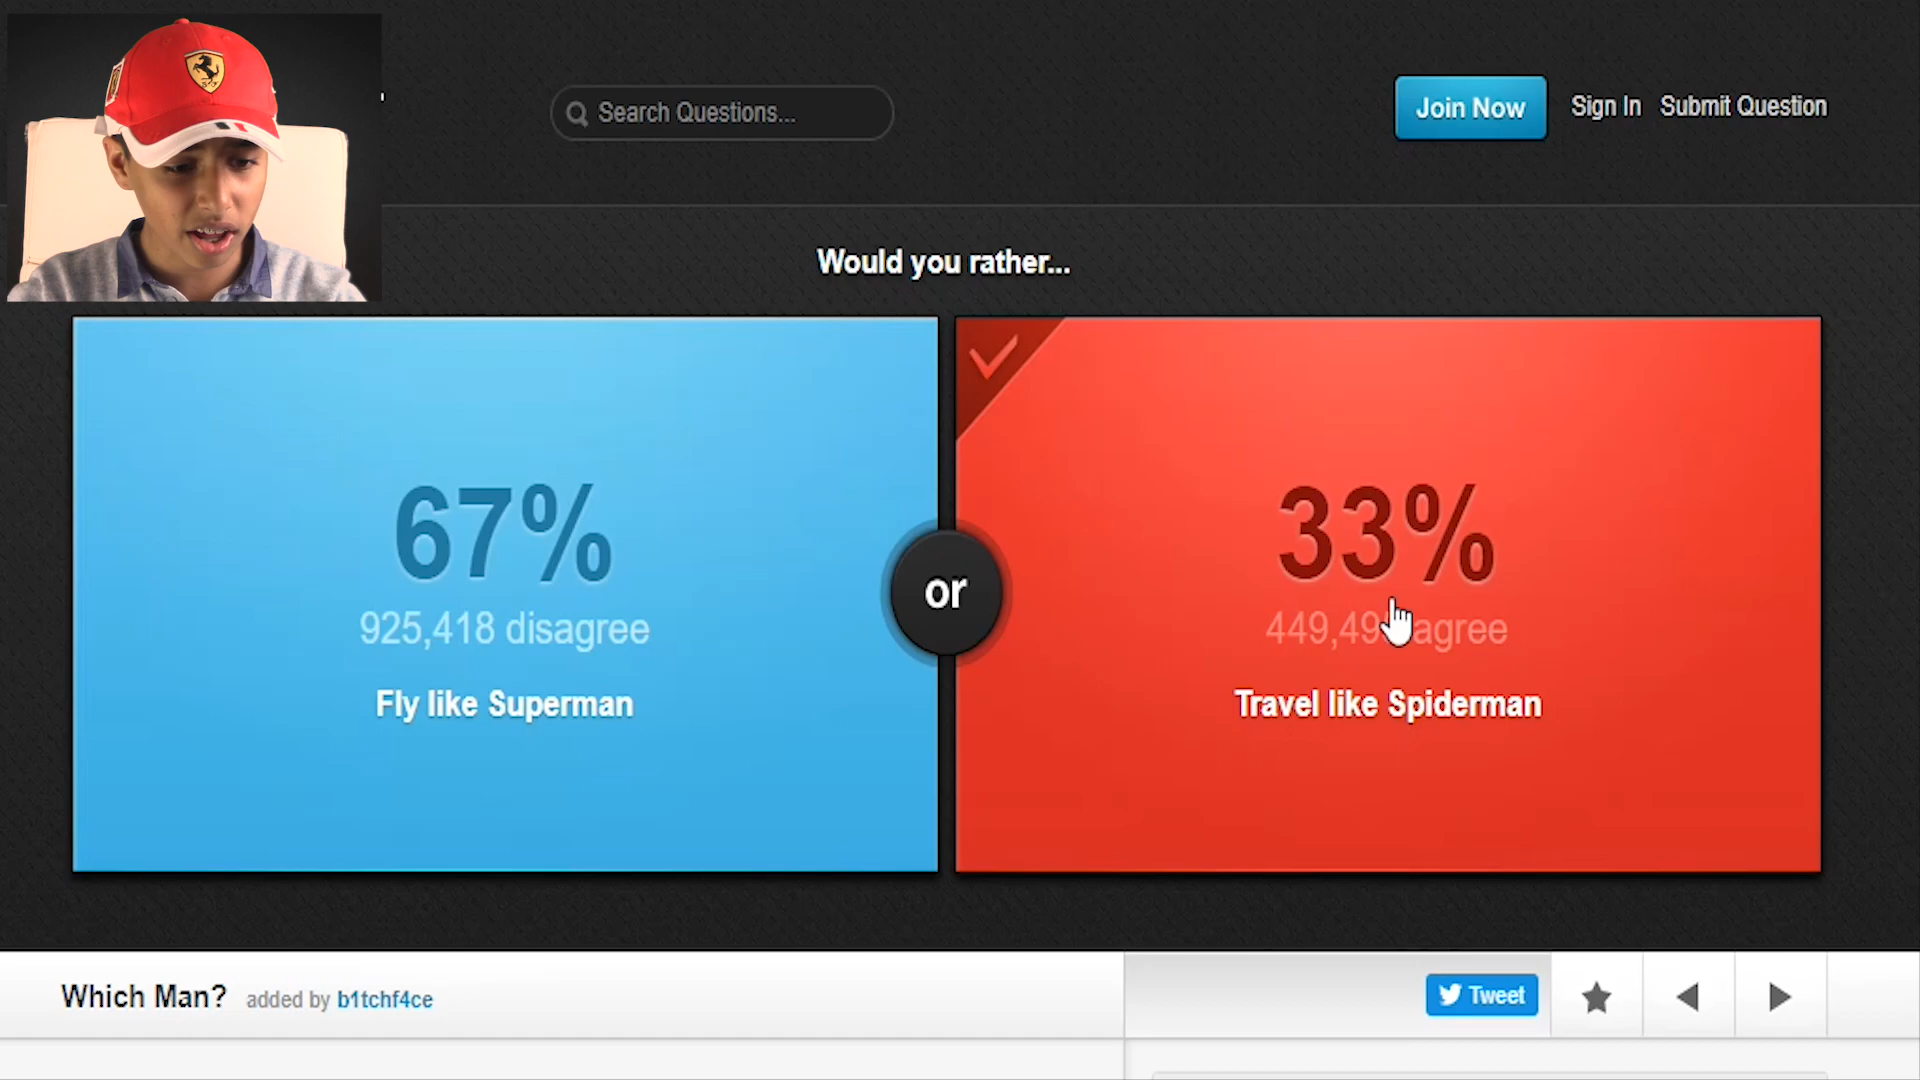 Search Questions...
Join Now
Sign In
Submit Question
Would you rather...
67%
925,418 disagree
Fly like Superman
or
33%
agree
Travel like Spiderman
Which Man? added by b1tchf4ce
Tweet